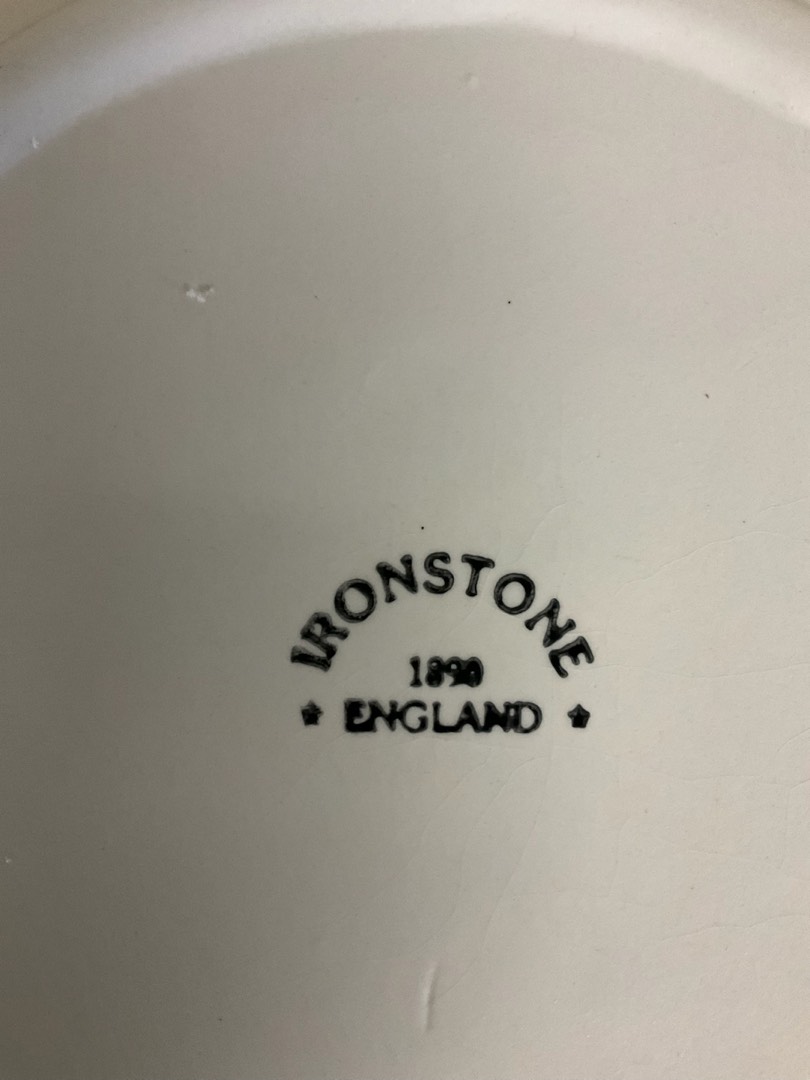 IRONSTONE
1890
★ ENGLAND ★